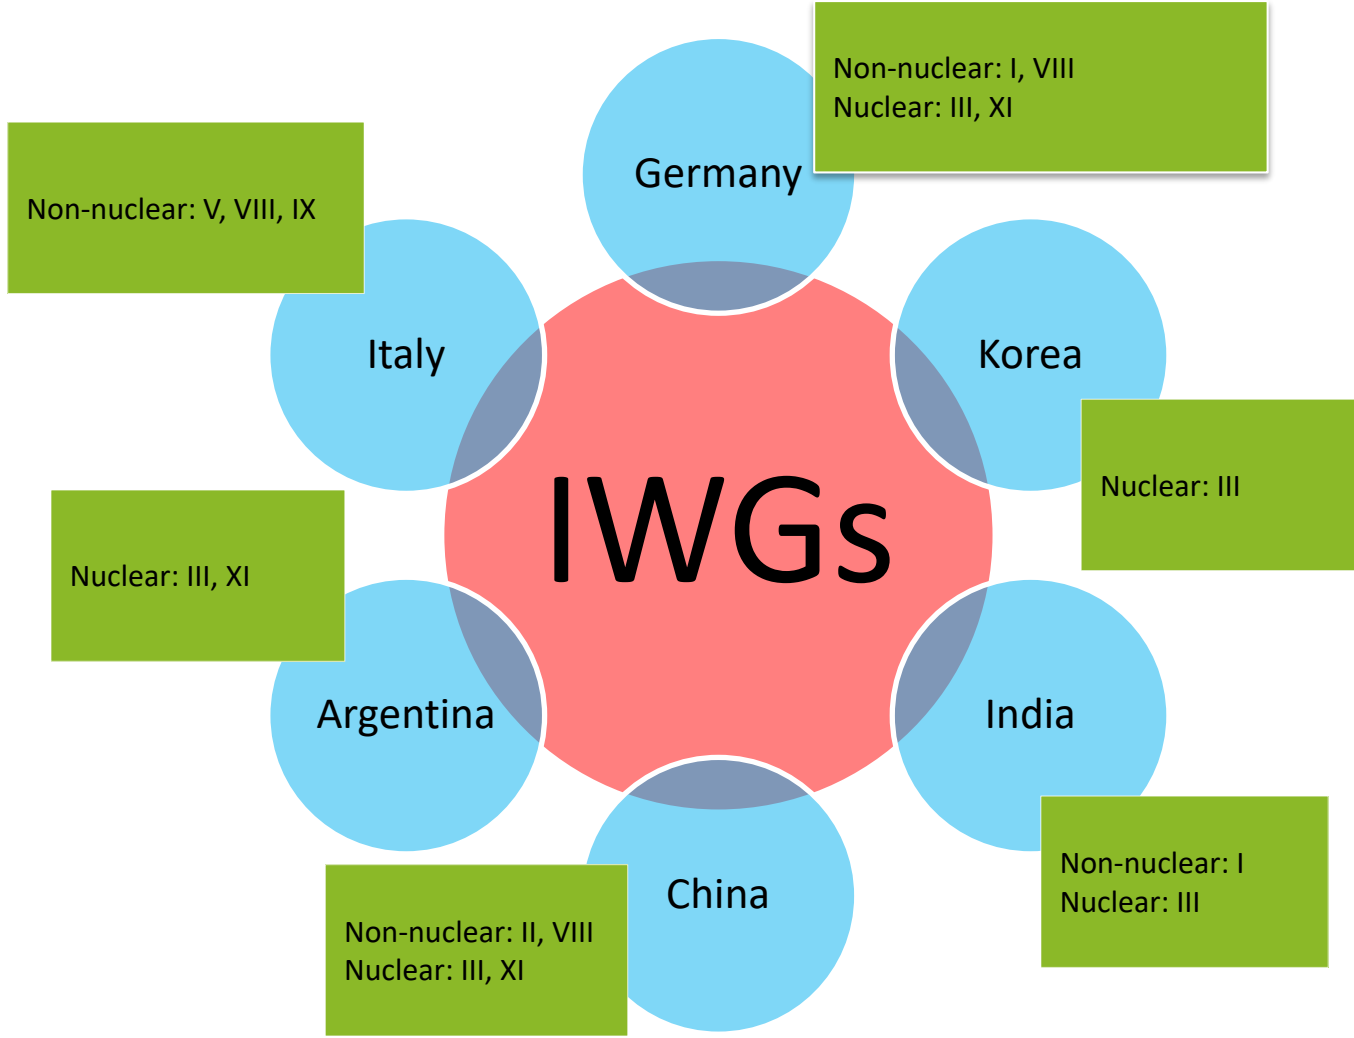 Non-nuclear: I, VIII
Nuclear: III, XI
Germany
Non-nuclear: V, VIII, IX
Italy
Korea
Nuclear: III
IWGs
Nuclear: III, XI
Argentina
India
Non-nuclear: I
Nuclear: III
China
Non-nuclear: II, VIII
Nuclear: III, XI